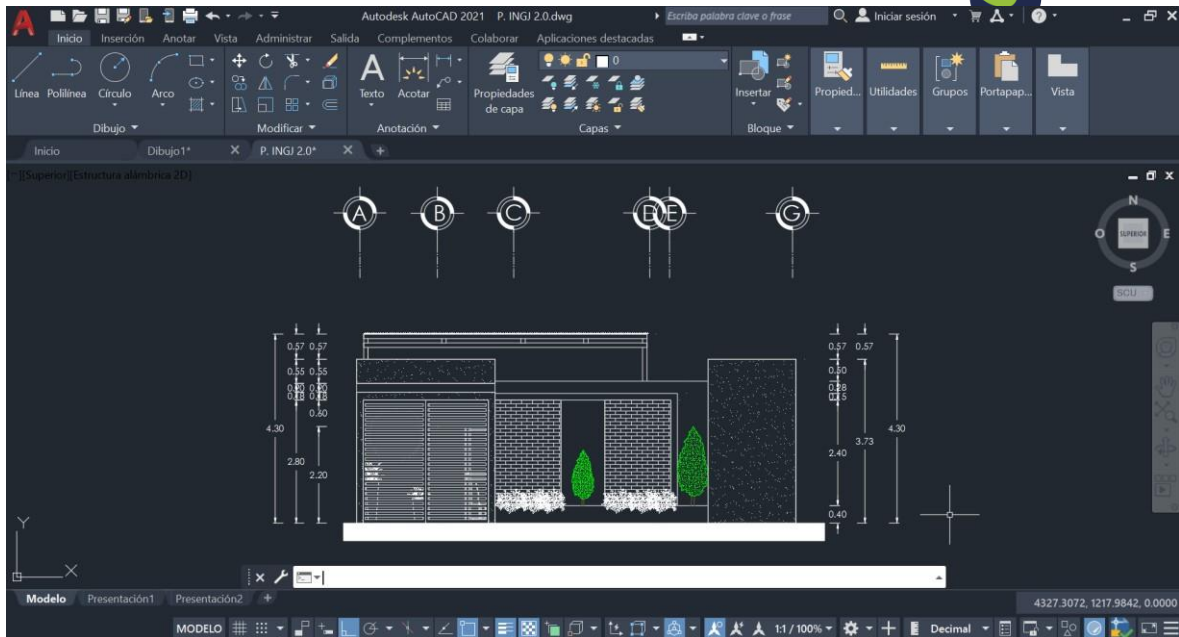 Autodesk AutoCAD 2021 P. INGJ 2.0.dwg
Escriba palabra clave o frase
Iniciar sesión
Inicio Inserción Anotar Vista Administrar Salida Complementos Colaborar Aplicaciones destacadas
0
Línea Polilínea Círculo Arco
Texto Acotar
Propiedades de capa
Insertar
Propied... Utilidades Grupos Portapap... Vista
Dibujo Modificar Anotación Capas Bloque
Inicio Dibujo1* P. INGJ 2.0*
[-][Superior][Estructura alámbrica 2D]
N
O SUPERIOR E
S
SCU
A B C D E G
0.57 0.57 0.57 0.57
0.55 0.55 0.50
0.28
0.60
4.30 4.30
3.73
2.80 2.40
2.20
0.40
Y
X
Modelo Presentación1 Presentación2
4327.3072, 1217.9842, 0.0000
MODELO 1:1 / 100% Decimal